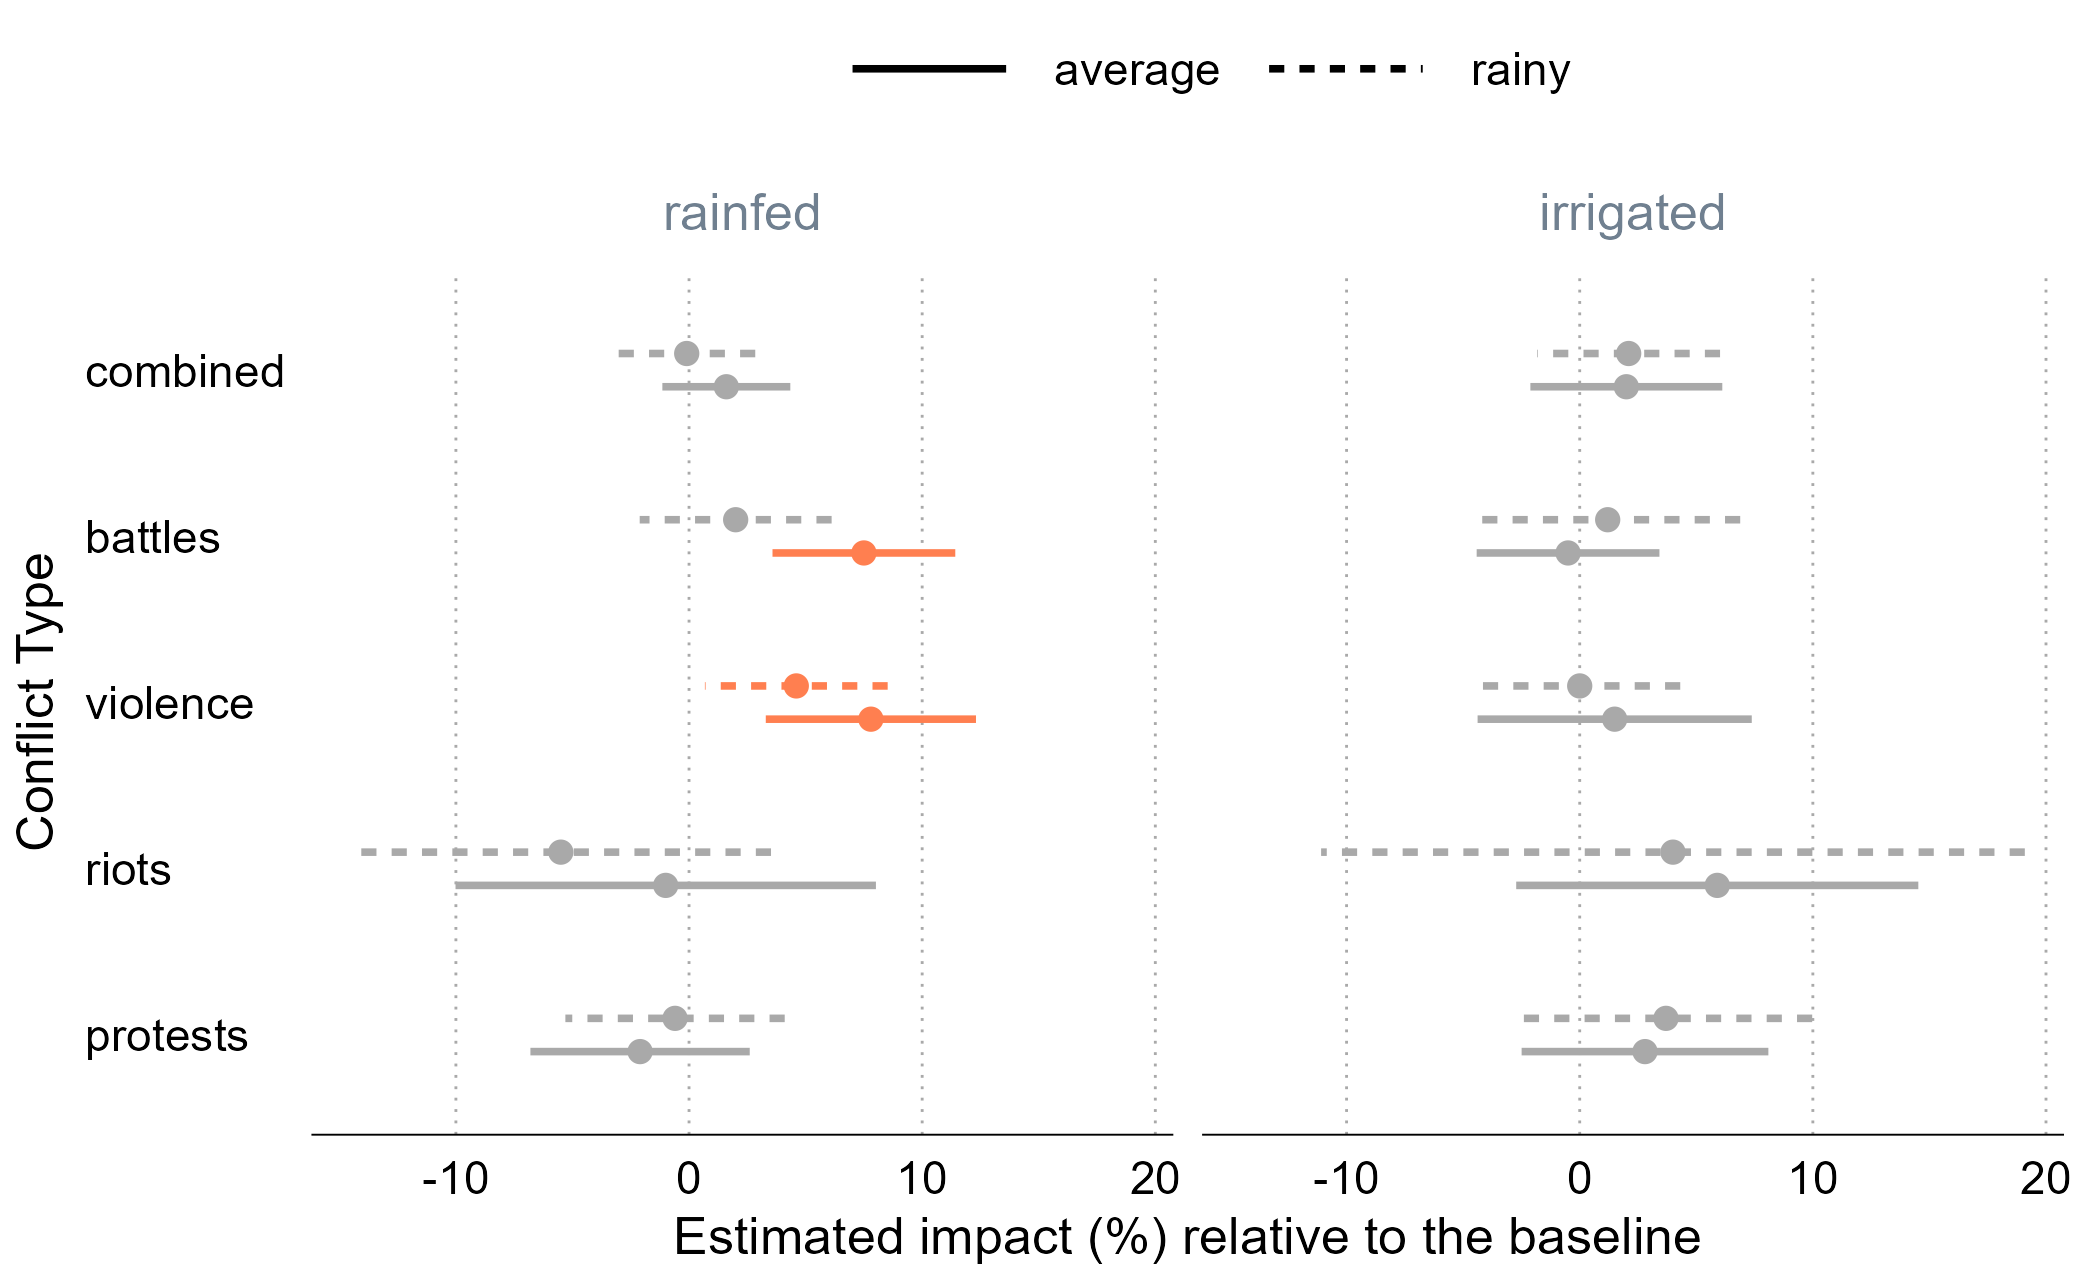 average rainy
rainfed irrigated
combined
battles
violence
riots
protests
Conflict Type
-10 0 10 20 -10 0 10 20
Estimated impact (%) relative to the baseline